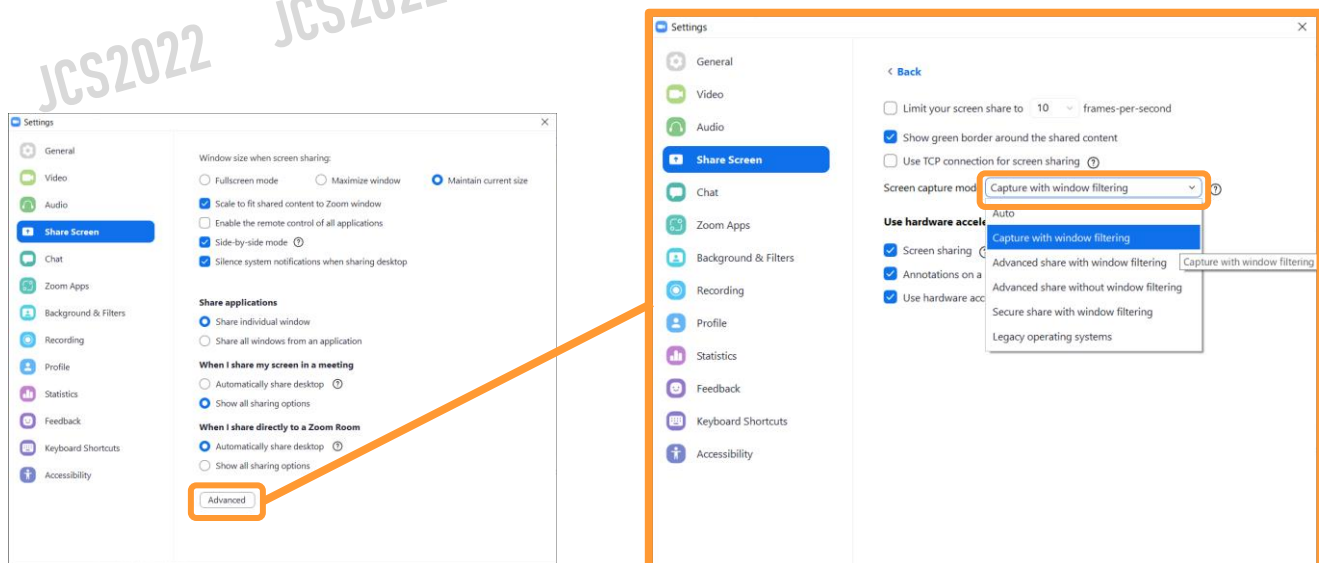 JCS2022
JCS2022
Settings
General
Video
Audio
Share Screen
Chat
Zoom Apps
Background & Filters
Recording
Profile
Statistics
Feedback
Keyboard Shortcuts
Accessibility
Window size when screen sharing:
Fullscreen mode Maximize window Maintain current size
Scale to fit shared content to Zoom window
Enable the remote control of all applications
Side-by-side mode ?
Silence system notifications when sharing desktop
Share applications
Share individual window
Share all windows from an application
When I share my screen in a meeting
Automatically share desktop ?
Show all sharing options
When I share directly to a Zoom Room
Automatically share desktop ?
Show all sharing options
Advanced
Settings
General
Video
Audio
Share Screen
Chat
Zoom Apps
Background & Filters
Recording
Profile
Statistics
Feedback
Keyboard Shortcuts
Accessibility
< Back
Limit your screen share to 10 frames-per-second
Show green border around the shared content
Use TCP connection for screen sharing ?
Screen capture mod Capture with window filtering ?
Auto
Capture with window filtering
Advanced share with window filtering
Advanced share without window filtering
Secure share with window filtering
Legacy operating systems
Capture with window filtering
Use hardware accele
Screen sharing
Annotations on a
Use hardware acc